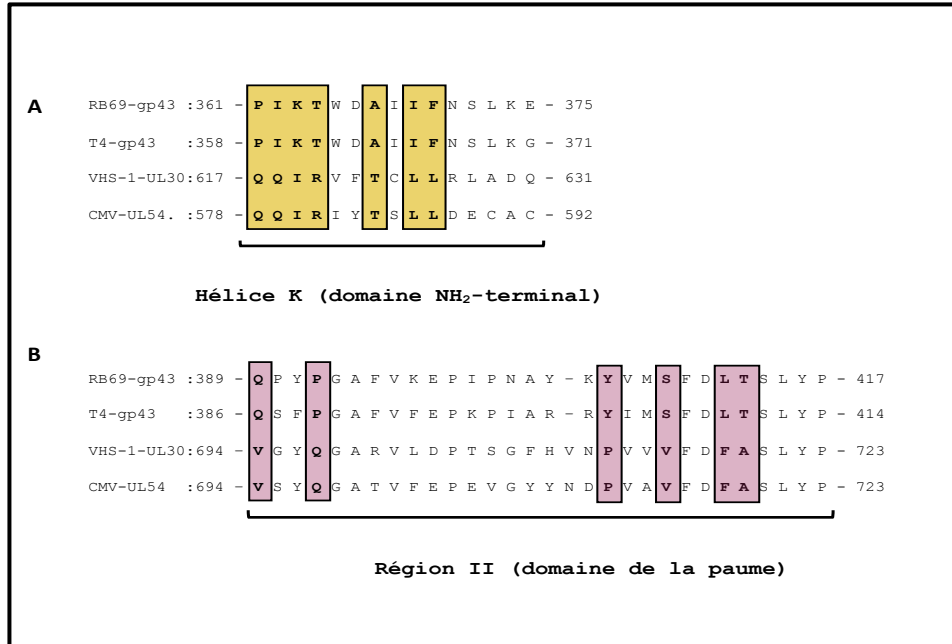 A
RB69-gp43 :361 - P I K T W D A I I F N S L K E - 375
T4-gp43 :358 - P I K T W D A I I F N S L K G - 371
VHS-1-UL30:617 - Q Q I R V F T C L L R L A D Q - 631
CMV-UL54. :578 - Q Q I R I Y T S L L D E C A C - 592
Hélice K (domaine NH₂-terminal)
B
RB69-gp43 :389 - Q P Y P G A F V K E P I P N A Y - K Y V M S F D L T S L Y P - 417
T4-gp43 :386 - Q S F P G A F V F E P K P I A R - R Y I M S F D L T S L Y P - 414
VHS-1-UL30:694 - V G Y Q G A R V L D P T S G F H V N P V V V F D F A S L Y P - 723
CMV-UL54 :694 - V S Y Q G A T V F E P E V G Y Y N D P V A V F D F A S L Y P - 723
Région II (domaine de la paume)